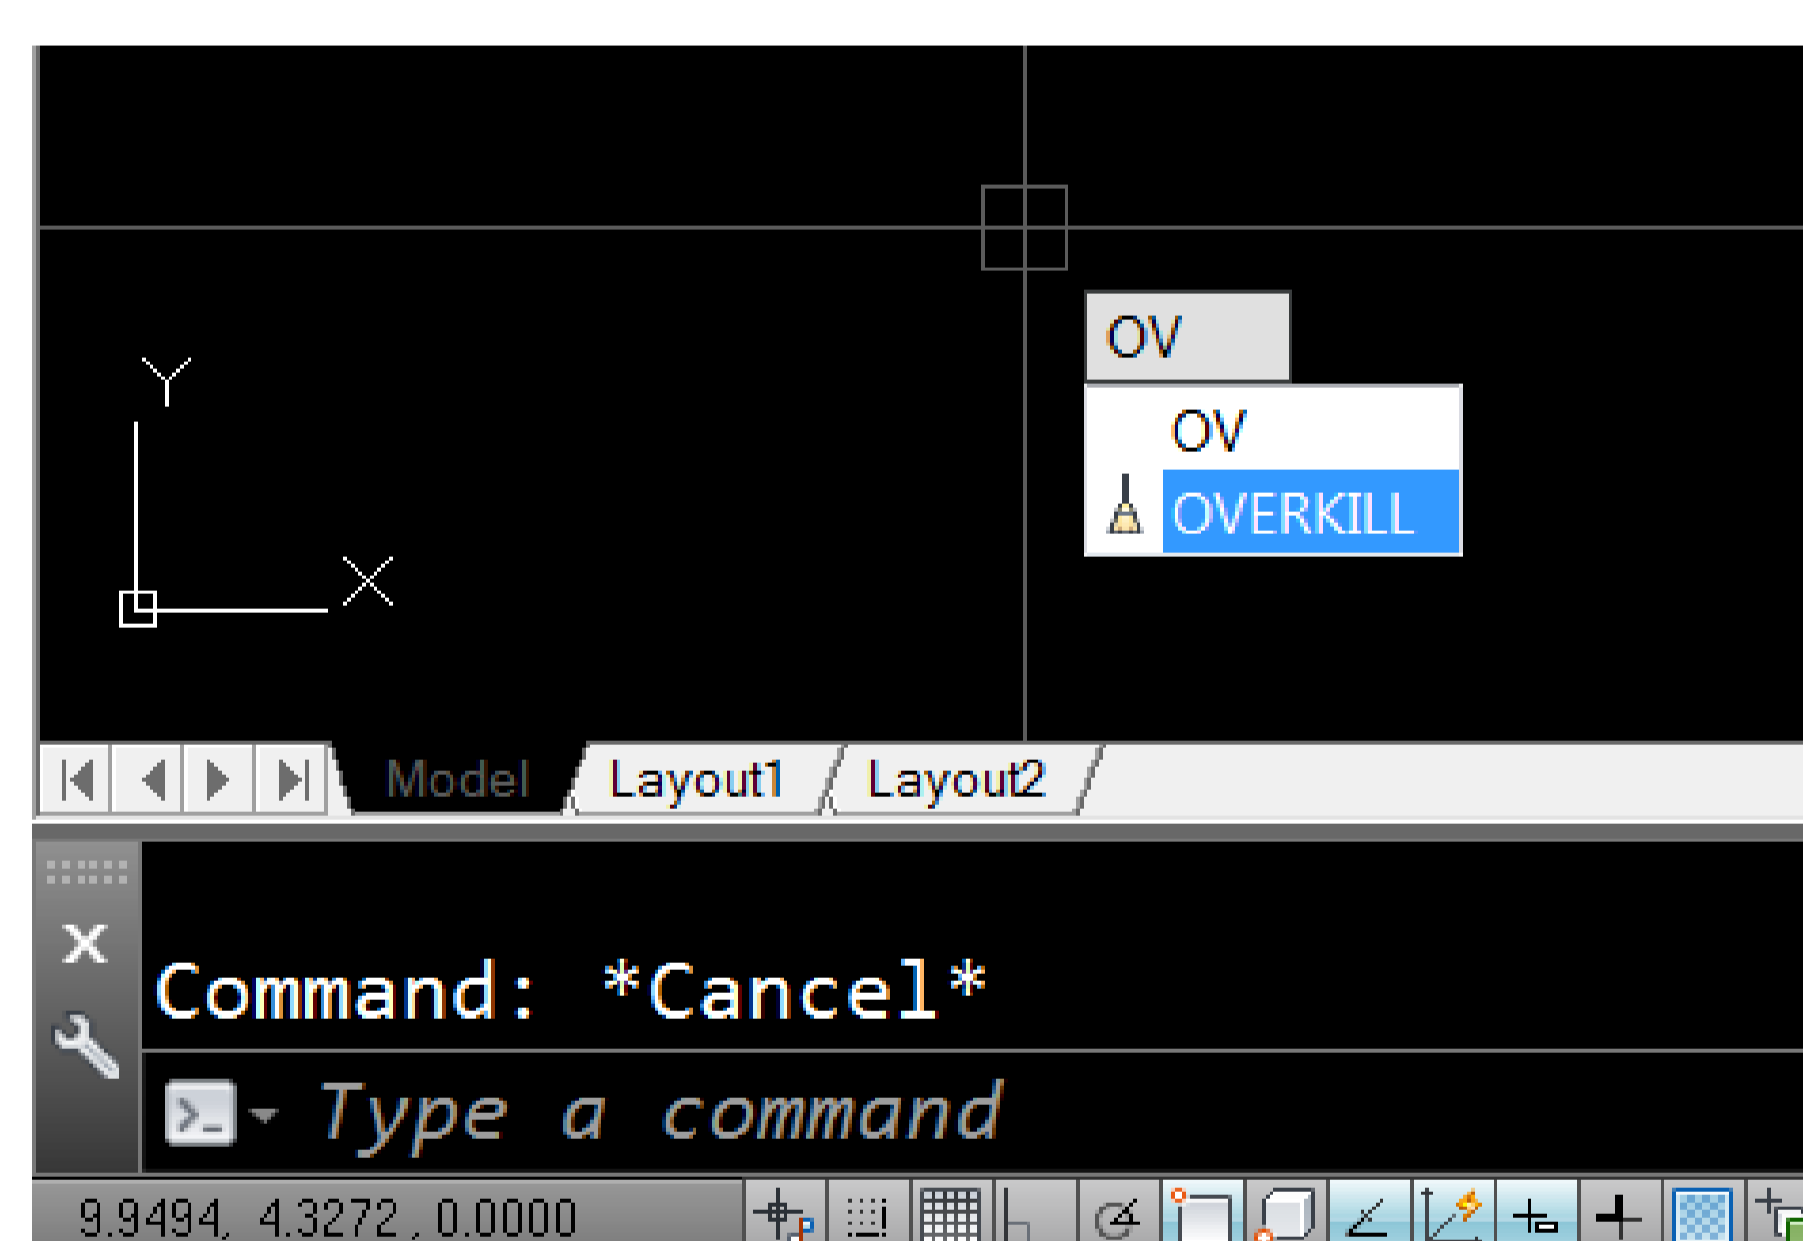 OV
OV
OVERKILL
Y
X
Model Layout1 Layout2
Command: *Cancel*
Type a command
9.9494, 4.3272, 0.0000